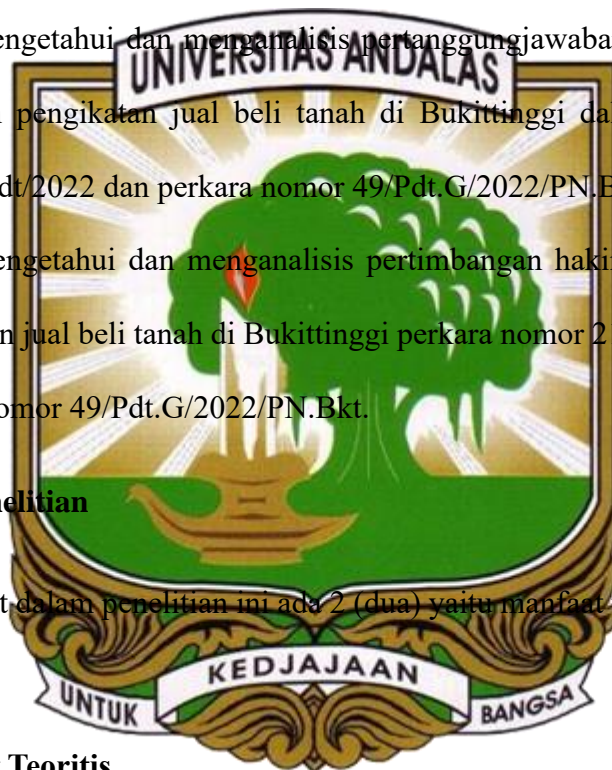 engetahui dan menganalisis pertanggungjawaba
UNIVERSITAS ANDALAS
pengikatan jual beli tanah di Bukittinggi da
dt/2022 dan perkara nomor 49/Pdt.G/2022/PN.B
engetahui dan menganalisis pertimbangan haki
n jual beli tanah di Bukittinggi perkara nomor 2
omor 49/Pdt.G/2022/PN.Bkt.
nelitian
t dalam penelitian ini ada 2 (dua) yaitu manfaat
KEDJAJAAN
UNTUK BANGSA
Teoritis